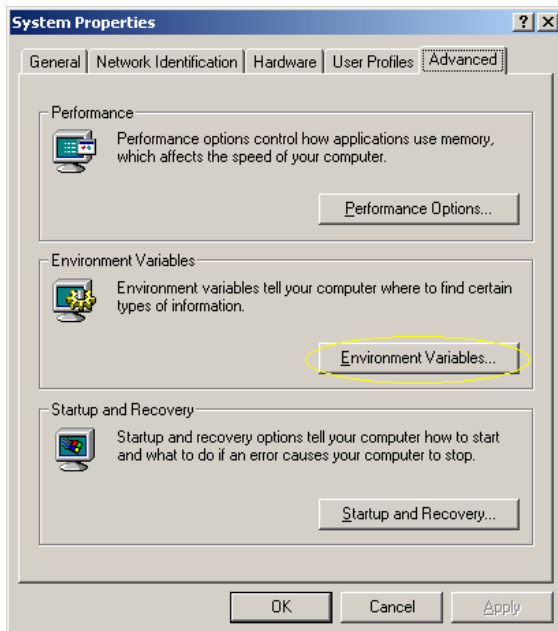 System Properties
General Network Identification Hardware User Profiles Advanced
Performance
Performance options control how applications use memory,
which affects the speed of your computer.
Performance Options...
Environment Variables
Environment variables tell your computer where to find certain
types of information.
Environment Variables...
Startup and Recovery
Startup and recovery options tell your computer how to start
and what to do if an error causes your computer to stop.
Startup and Recovery...
OK Cancel Apply